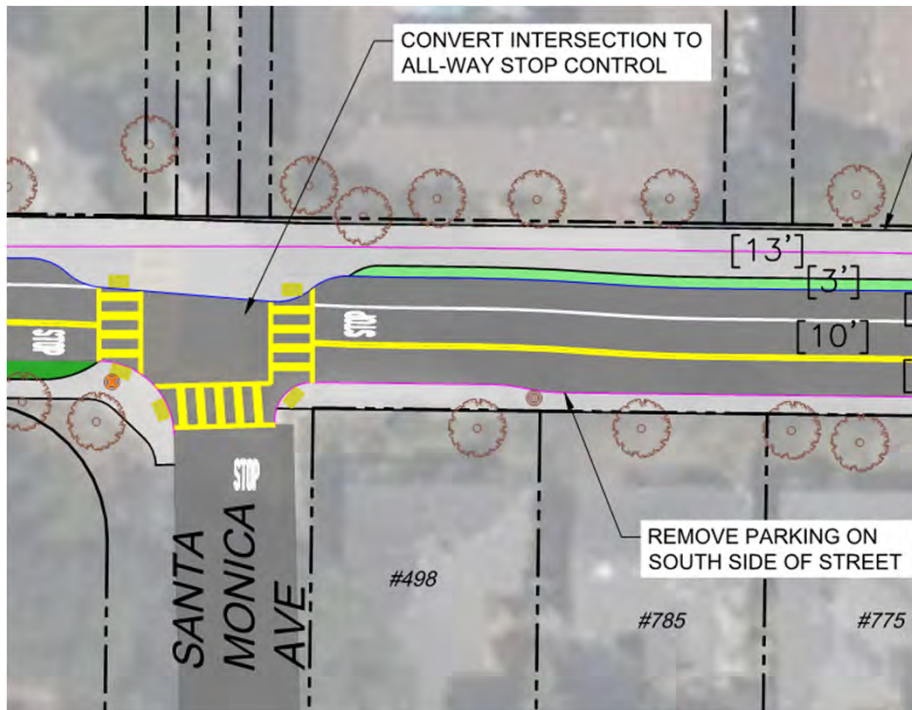 CONVERT INTERSECTION TO
ALL-WAY STOP CONTROL
[13']
[3']
STOP
[10']
STOP
STOP
SANTA
MONICA
AVE
REMOVE PARKING ON
SOUTH SIDE OF STREET
#498
#785
#775